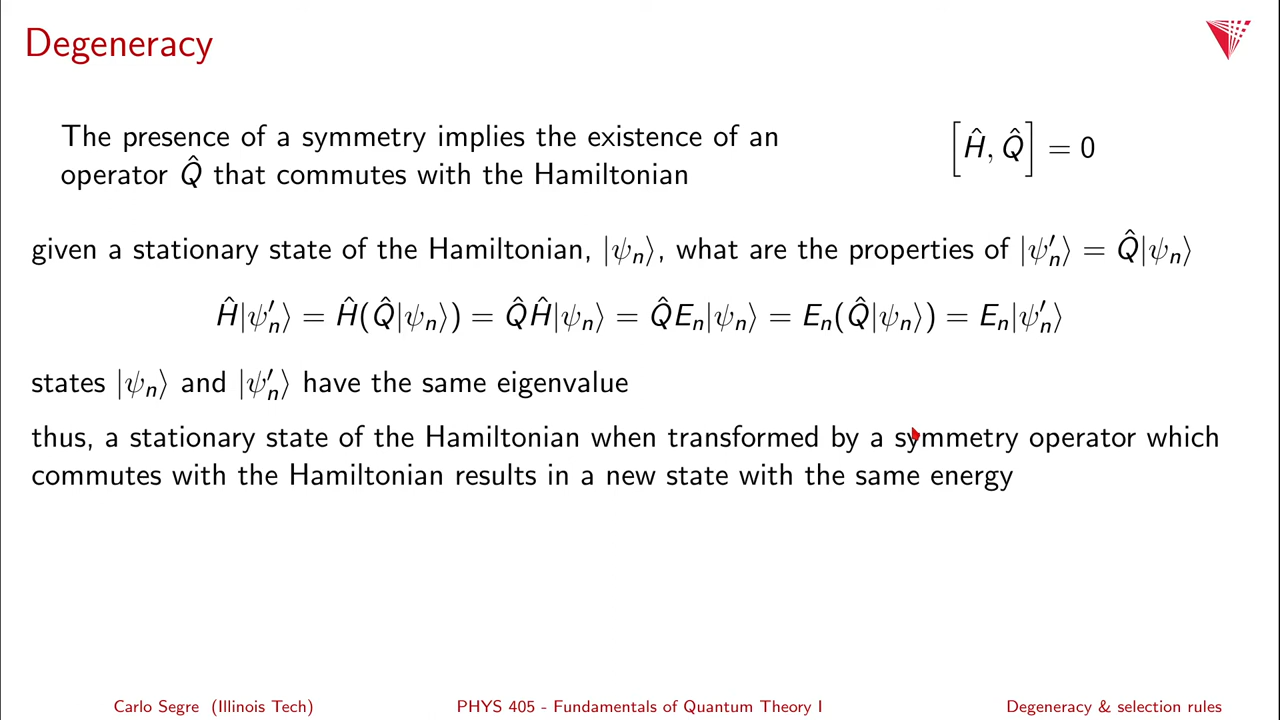 Degeneracy
The presence of a symmetry implies the existence of an
operator Q̂ that commutes with the Hamiltonian
[Ĥ, Q̂] = 0
given a stationary state of the Hamiltonian, |ψₙ⟩, what are the properties of |ψ′ₙ⟩ = Q̂|ψₙ⟩
Ĥ|ψ′ₙ⟩ = Ĥ(Q̂|ψₙ⟩) = Q̂Ĥ|ψₙ⟩ = Q̂Eₙ|ψₙ⟩ = Eₙ(Q̂|ψₙ⟩) = Eₙ|ψ′ₙ⟩
states |ψₙ⟩ and |ψ′ₙ⟩ have the same eigenvalue
thus, a stationary state of the Hamiltonian when transformed by a symmetry operator which
commutes with the Hamiltonian results in a new state with the same energy
Carlo Segre (Illinois Tech)
PHYS 405 - Fundamentals of Quantum Theory I
Degeneracy & selection rules